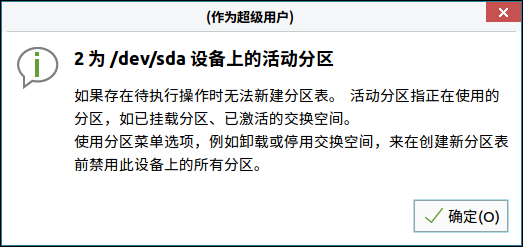 (作为超级用户)
2 为 /dev/sda 设备上的活动分区
如果存在待执行操作时无法新建分区表。 活动分区指正在使用的
分区，如已挂载分区、已激活的交换空间。
使用分区菜单选项，例如卸载或停用交换空间，来在创建新分区表
前禁用此设备上的所有分区。
确定(O)